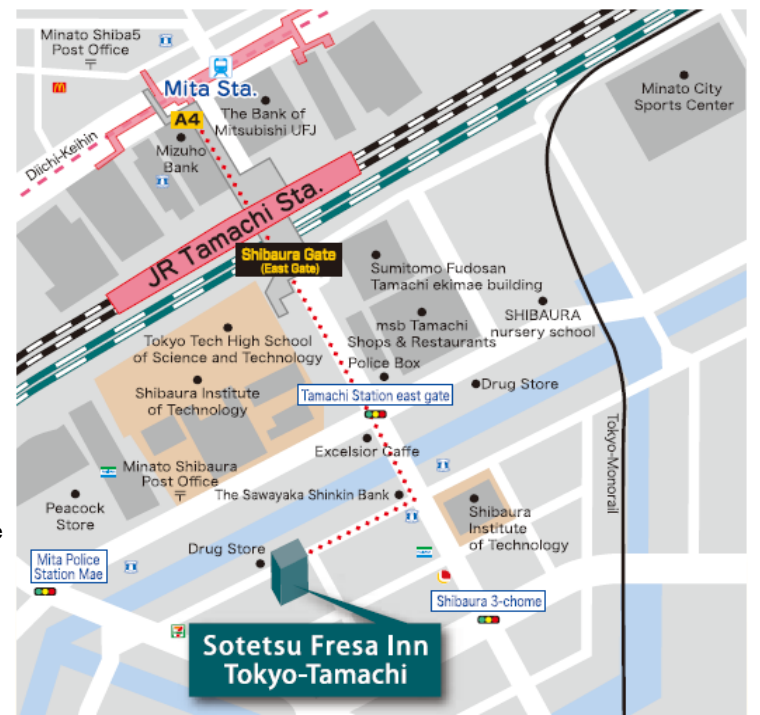 Minato Shiba5
Post Office
Mita Sta.
A4
The Bank of
Mitsubishi UFJ
Mizuho
Bank
Diichi-Keihin
Minato City
Sports Center
JR Tamachi Sta.
Shibaura Gate
(East Gate)
Sumitomo Fudosan
Tamachi ekimae building
SHIBAURA
nursery school
msb Tamachi
Shops & Restaurants
Tokyo Tech High School
of Science and Technology
Police Box
Shibaura Institute
of Technology
Tamachi Station east gate
Drug Store
Tokyo-Monorail
Excelsior Caffe
Minato Shibaura
Post Office
The Sawayaka Shinkin Bank
Peacock
Store
Shibaura
Institute
of Technology
e
Drug Store
Mita Police
Station Mae
Shibaura 3-chome
7
Sotetsu Fresa Inn
Tokyo-Tamachi